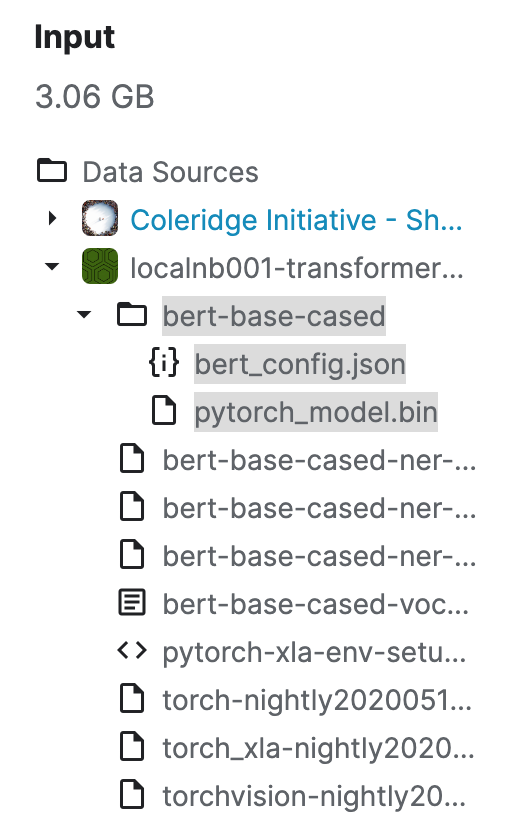 Input
3.06 GB
Data Sources
Coleridge Initiative - Sh...
localnb001-transformer...
bert-base-cased
bert_config.json
pytorch_model.bin
bert-base-cased-ner-...
bert-base-cased-ner-...
bert-base-cased-ner-...
bert-base-cased-voc...
pytorch-xla-env-setu...
torch-nightly2020051...
torch_xla-nightly2020...
torchvision-nightly20...